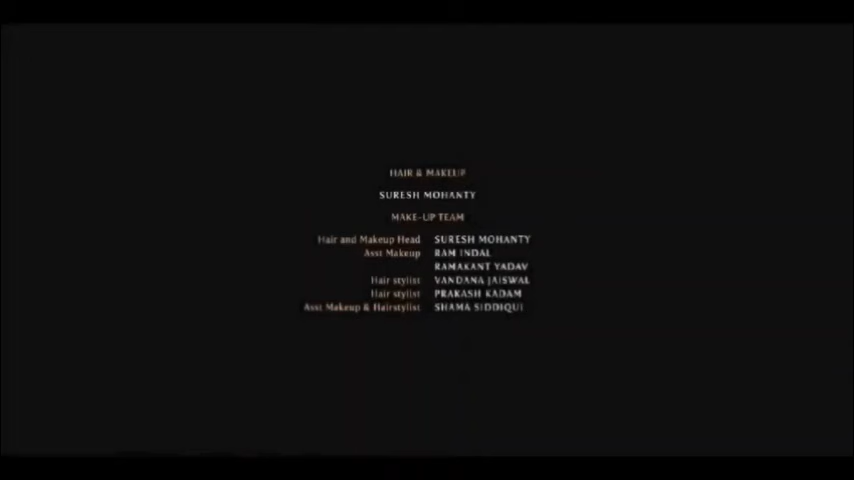 HAIR & MAKEUP
SURESH MOHANTY
MAKE-UP TEAM
Hair and Makeup Head SURESH MOHANTY
Asst Makeup RAM INDAL
RAMAKANT YADAV
Hair stylist VANDANA JAISWAL
Hair stylist PRAKASH KADAM
Asst Makeup & Hairstylist SHAMA SIDDIQUI